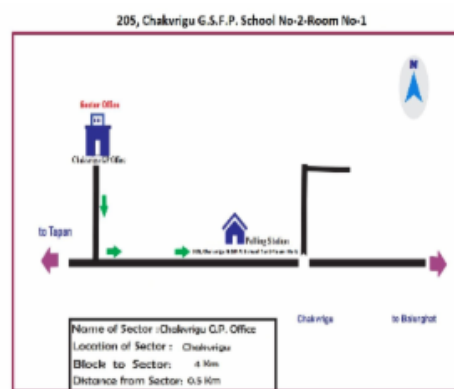 205, Chakvrigu G.S.F.P. School No-2-Room No-1
N
Sector Office
Chakvrigu GP Office
to Tapan
Polling Station
Chakvrigu
to Balurghat
Name of Sector :Chakvrigu G.P. Office
Location of Sector : Chakvrigu
Block to Sector: 4 Km
Distance from Sector: 0.5 Km